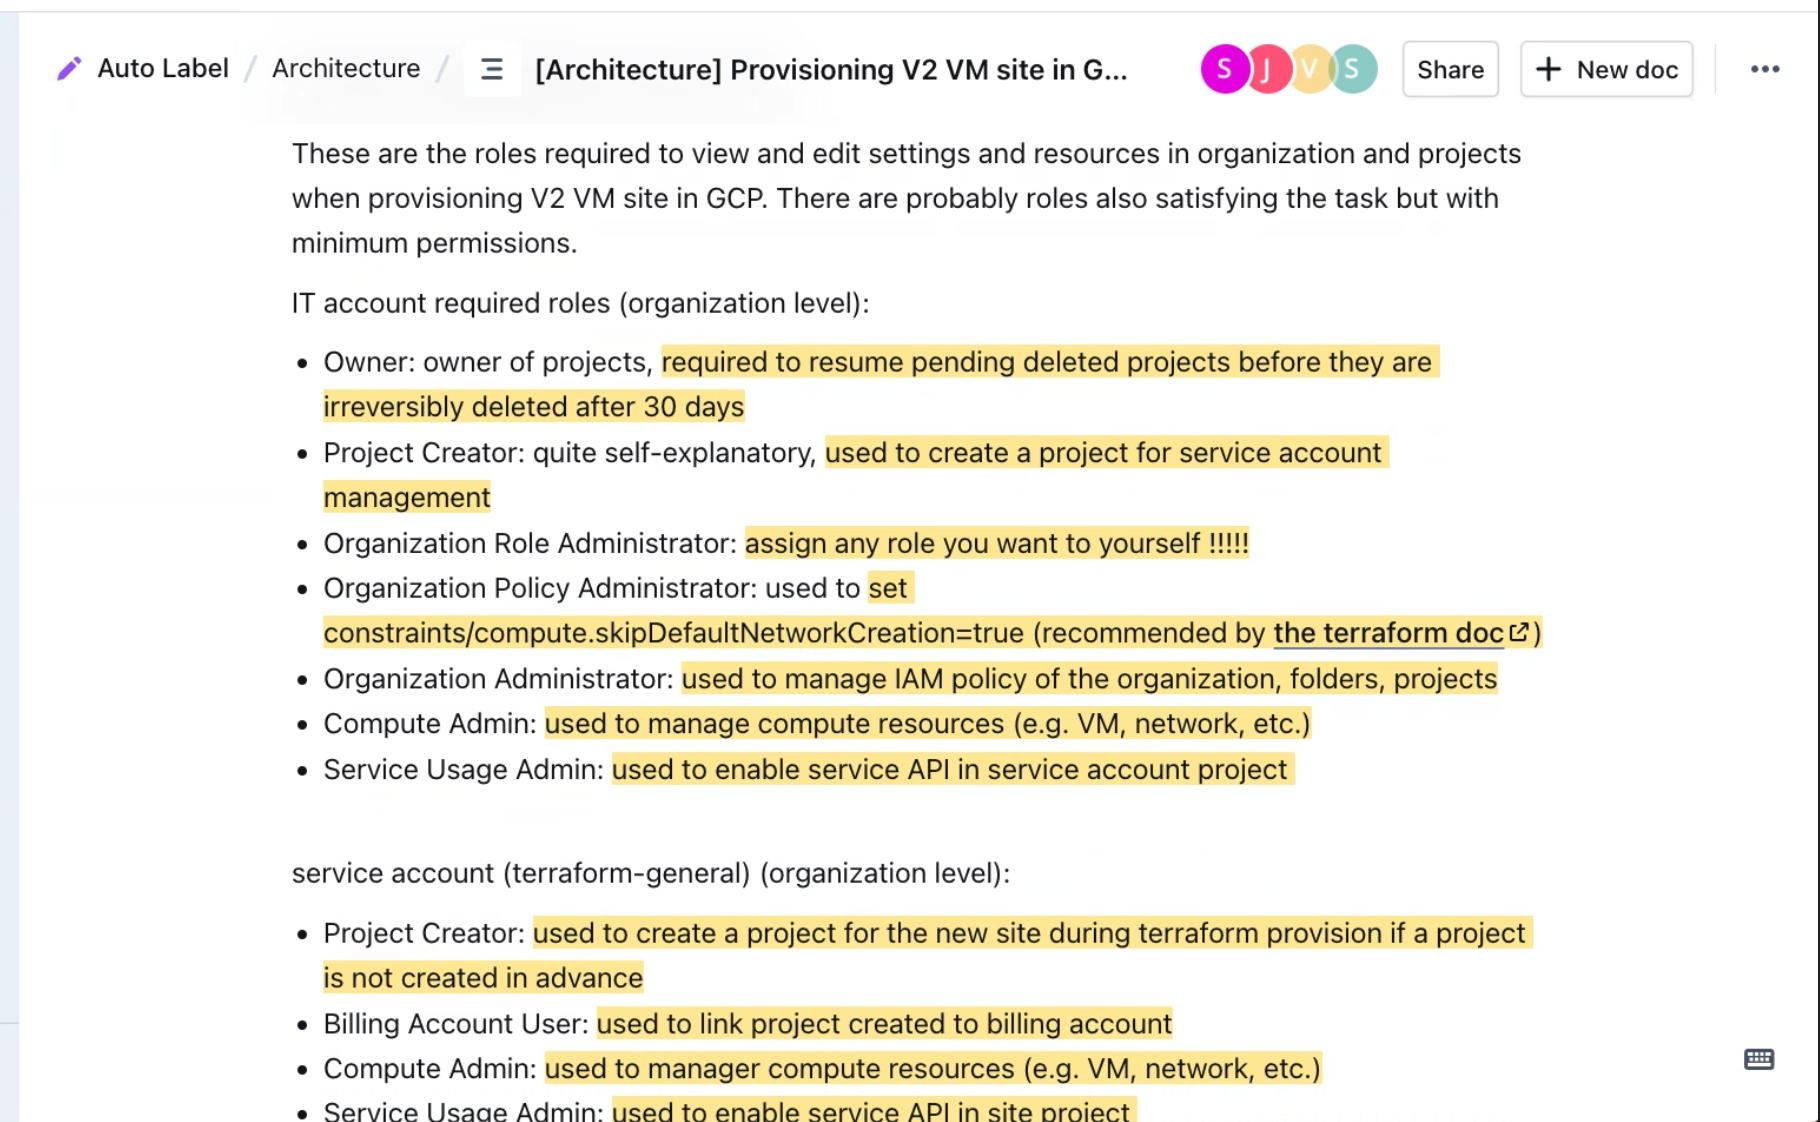 Auto Label / Architecture / [Architecture] Provisioning V2 VM site in G... S J V S Share + New doc
These are the roles required to view and edit settings and resources in organization and projects
when provisioning V2 VM site in GCP. There are probably roles also satisfying the task but with
minimum permissions.
IT account required roles (organization level):
• Owner: owner of projects, required to resume pending deleted projects before they are
irreversibly deleted after 30 days
• Project Creator: quite self-explanatory, used to create a project for service account
management
• Organization Role Administrator: assign any role you want to yourself !!!!!
• Organization Policy Administrator: used to set
constraints/compute.skipDefaultNetworkCreation=true (recommended by the terraform doc)
• Organization Administrator: used to manage IAM policy of the organization, folders, projects
• Compute Admin: used to manage compute resources (e.g. VM, network, etc.)
• Service Usage Admin: used to enable service API in service account project
service account (terraform-general) (organization level):
• Project Creator: used to create a project for the new site during terraform provision if a project
is not created in advance
• Billing Account User: used to link project created to billing account
• Compute Admin: used to manager compute resources (e.g. VM, network, etc.)
• Service Usage Admin: used to enable service API in site project